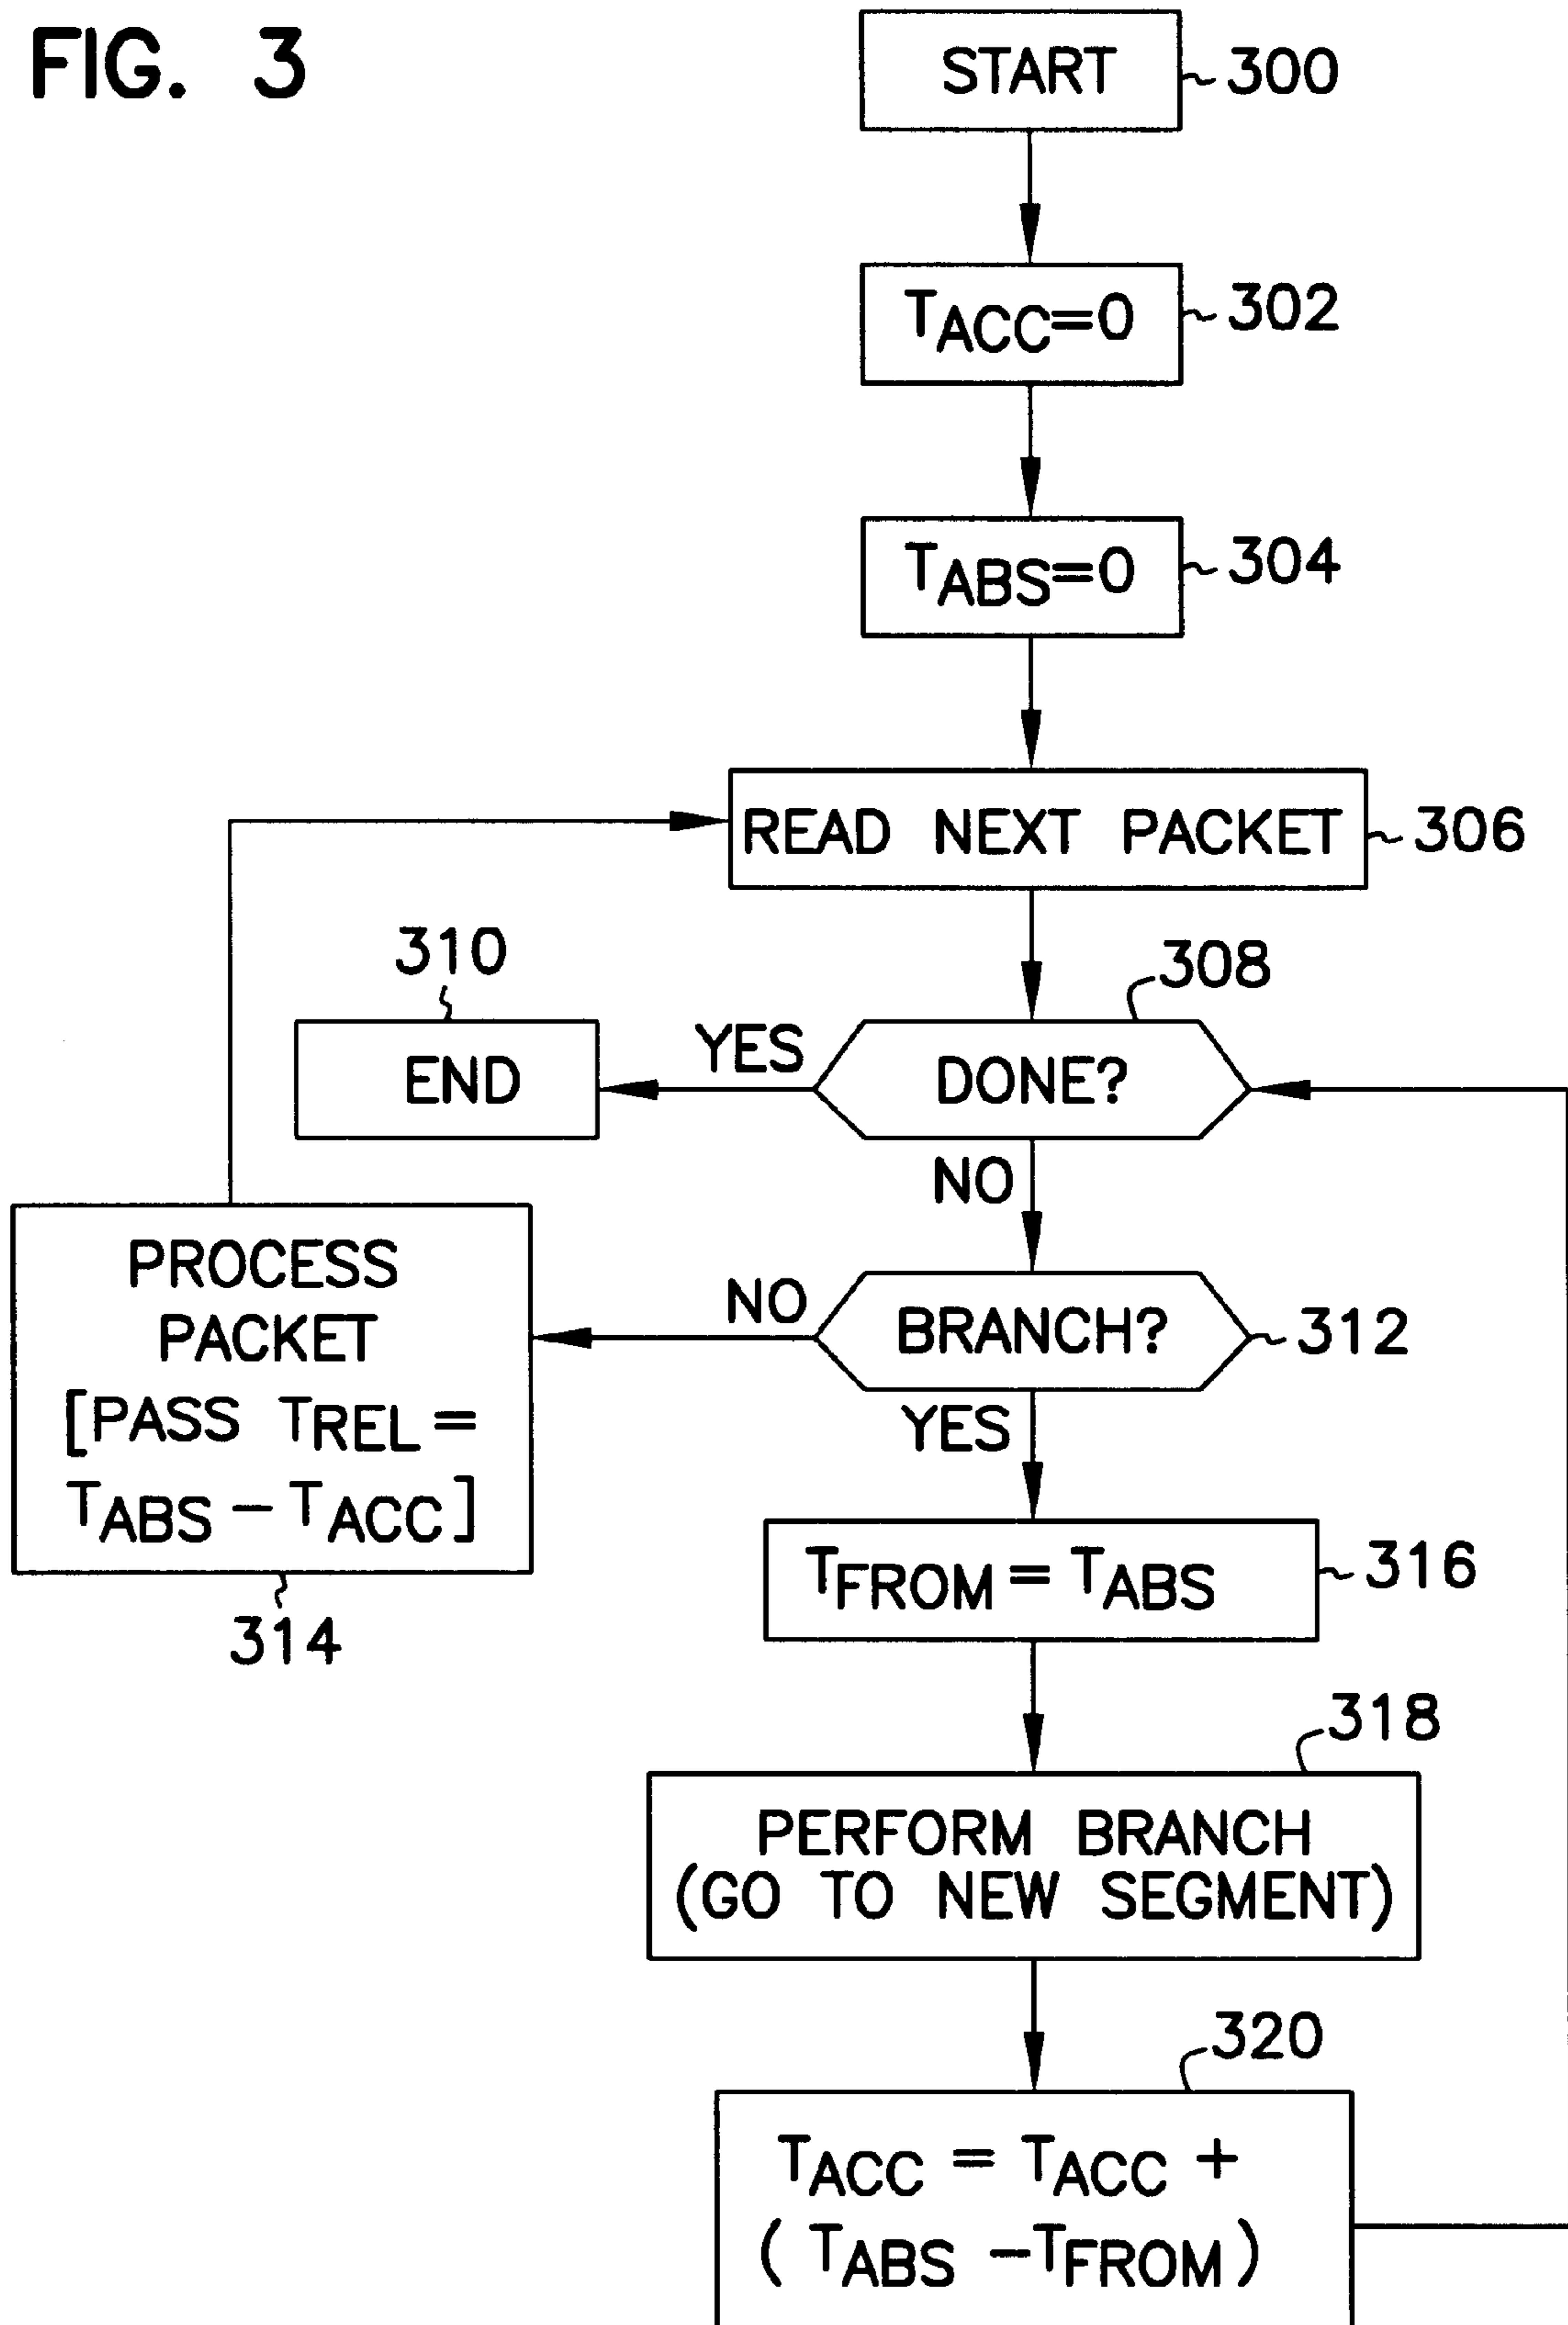 FIG. 3
START
300
TACC=0
302
TABS=0
304
READ NEXT PACKET
306
310
308
END
YES
DONE?
NO
PROCESS
PACKET
[PASS TREL=
TABS-TACC]
314
NO
BRANCH?
312
YES
TFROM=TABS
316
318
PERFORM BRANCH
(GO TO NEW SEGMENT)
320
TACC = TACC +
( TABS -TFROM)